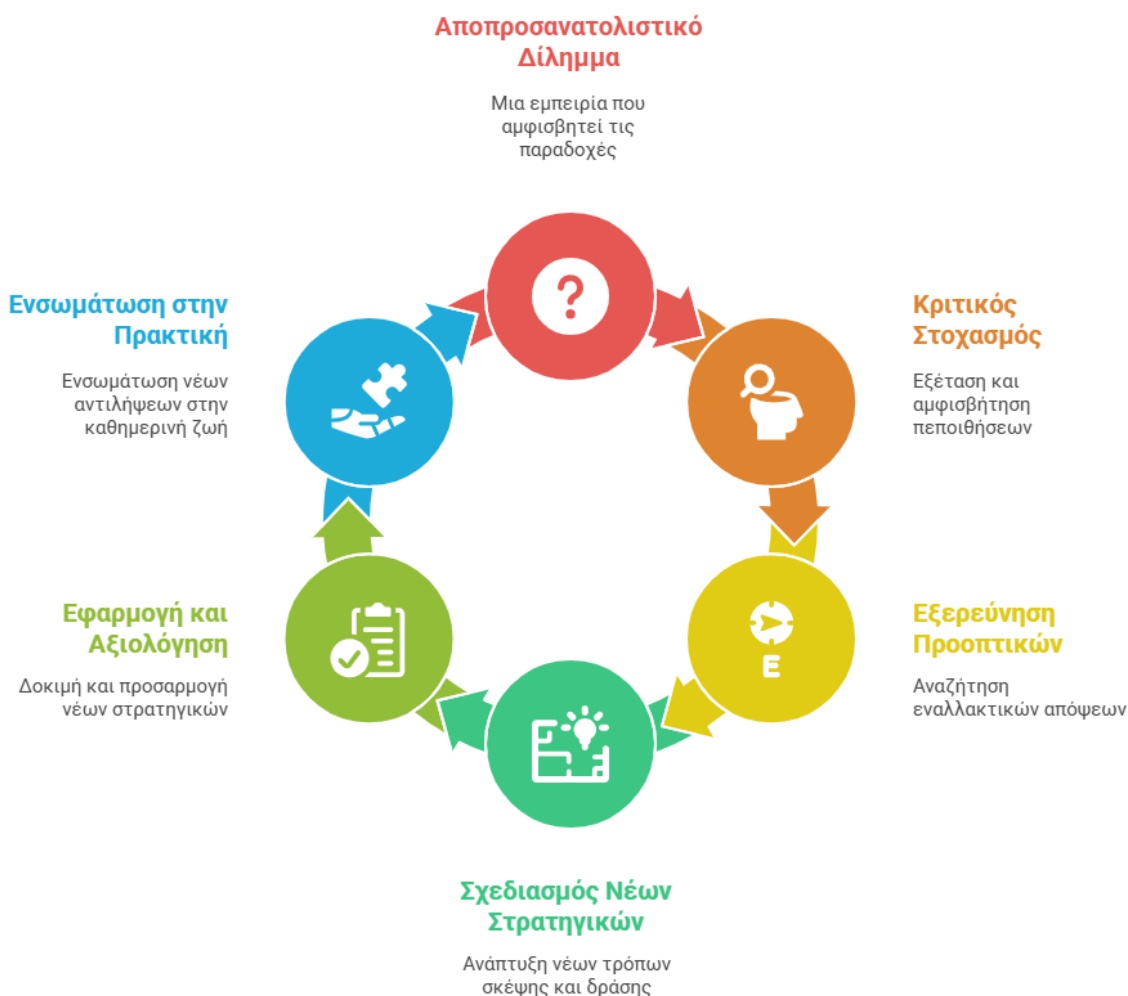 Αποπροσανατολιστικό
Δίλημμα
Μια εμπειρία που
αμφισβητεί τις
παραδοχές
Κριτικός
Στοχασμός
Εξέταση και
αμφισβήτηση
πεποιθήσεων
Εξερεύνηση
Προοπτικών
Αναζήτηση
εναλλακτικών απόψεων
E
Σχεδιασμός Νέων
Στρατηγικών
Ανάπτυξη νέων τρόπων
σκέψης και δράσης
Εφαρμογή και
Αξιολόγηση
Δοκιμή και προσαρμογή
νέων στρατηγικών
Ενσωμάτωση στην
Πρακτική
Ενσωμάτωση νέων
αντιλήψεων στην
καθημερινή ζωή
?